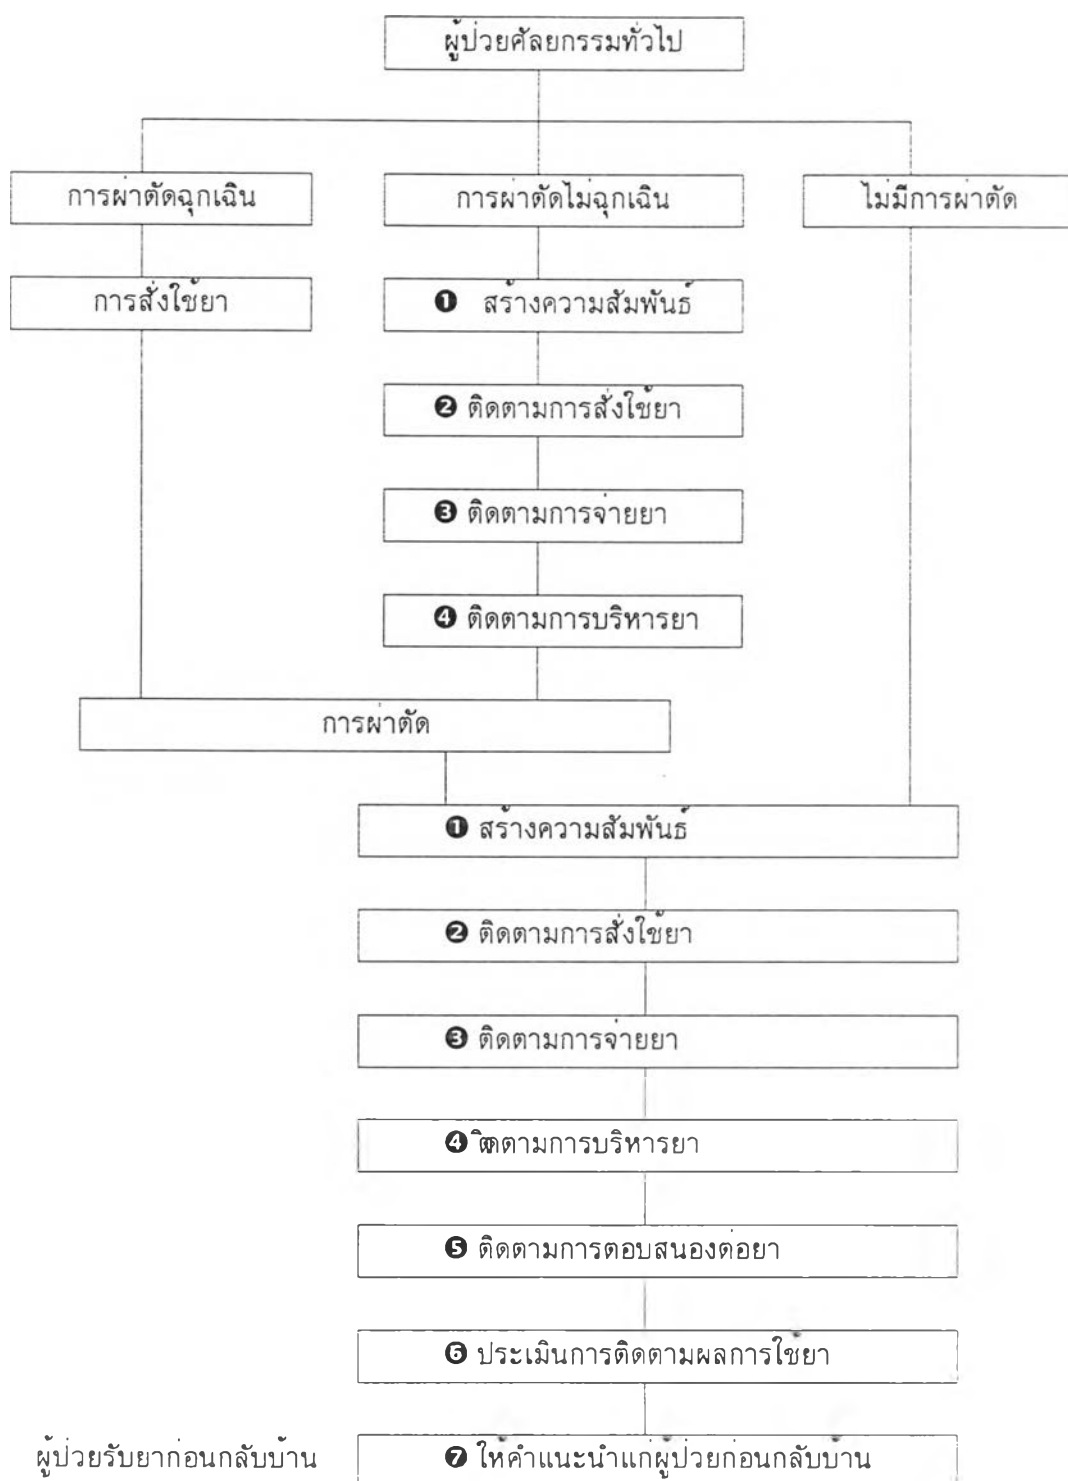 ผู้ป่วยศัลยกรรมทั่วไป
การผ่าตัดฉุกเฉิน
การผ่าตัดไม่ฉุกเฉิน
ไม่มีการผ่าตัด
การสั่งใช้ยา
❶ สร้างความสัมพันธ์
❷ ติดตามการสั่งใช้ยา
❸ ติดตามการจ่ายยา
❹ ติดตามการบริหารยา
การผ่าตัด
❶ สร้างความสัมพันธ์
❷ ติดตามการสั่งใช้ยา
❸ ติดตามการจ่ายยา
❹ ติดตามการบริหารยา
❺ ติดตามการตอบสนองต่อยา
❻ ประเมินการติดตามผลการใช้ยา
ผู้ป่วยรับยาก่อนกลับบ้าน
❼ ให้คำแนะนำแก่ผู้ป่วยก่อนกลับบ้าน